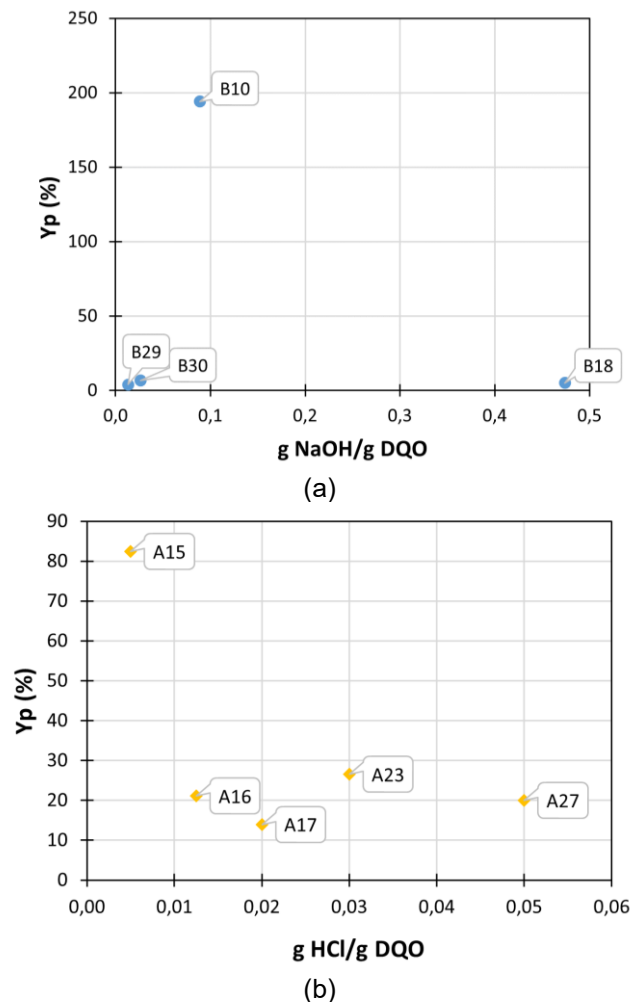 250
200
150
100
50
0
Yp (%)
B10
B29
B30
B18
0,0 0,1 0,2 0,3 0,4 0,5
g NaOH/g DQO
(a)
90
80
70
60
50
40
30
20
10
0
Yp (%)
A15
A23
A16
A27
A17
0,00 0,01 0,02 0,03 0,04 0,05 0,06
g HCl/g DQO
(b)